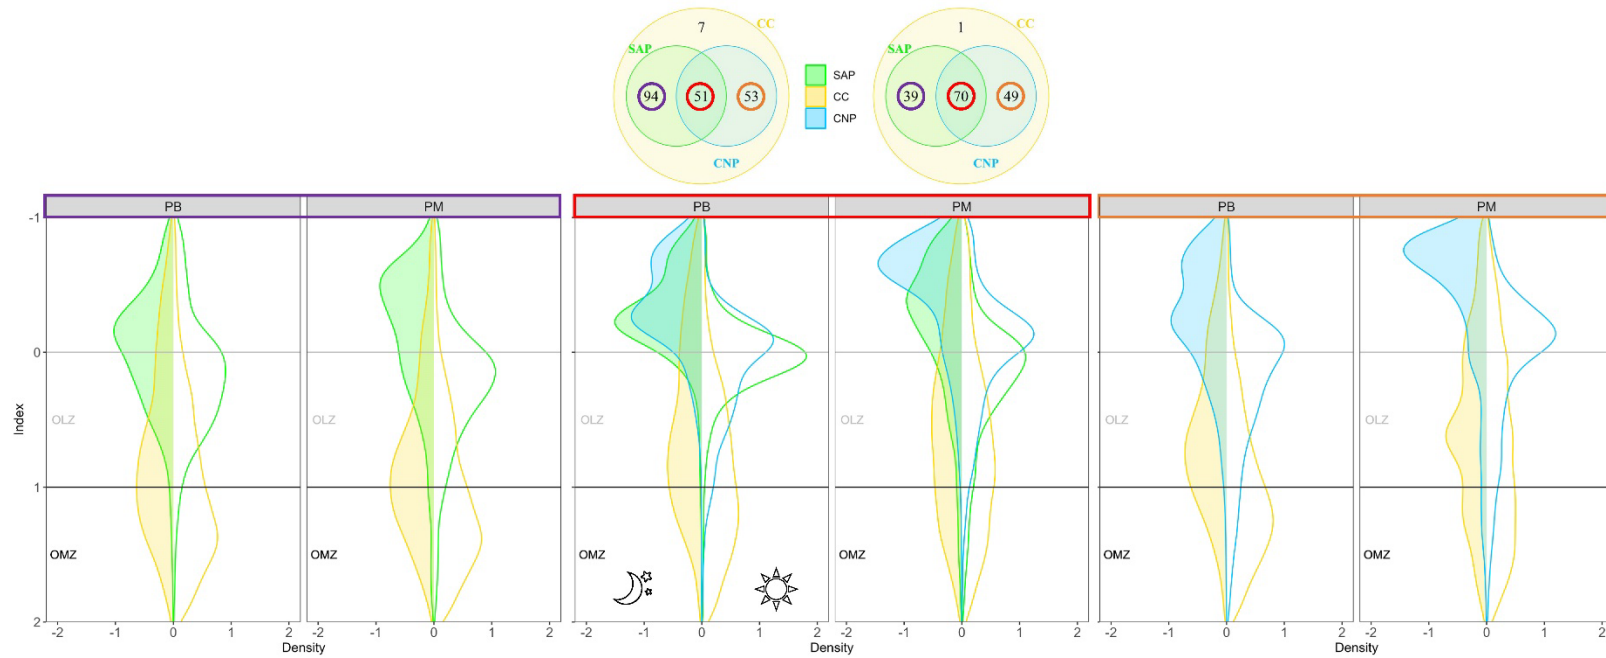 7 CC
SAP
94 51 53
CNP
SAP
CC
CNP
1 CC
SAP
39 70 49
CNP
PB PM PB PM PB PM
-1
0
1
2
Index
OLZ OLZ OLZ OLZ OLZ OLZ
OMZ OMZ OMZ OMZ OMZ OMZ
-2 -1 0 1 2
-2 -1 0 1 2
-2 -1 0 1 2
-2 -1 0 1 2
-2 -1 0 1 2
-2 -1 0 1 2
Density Density Density Density Density Density